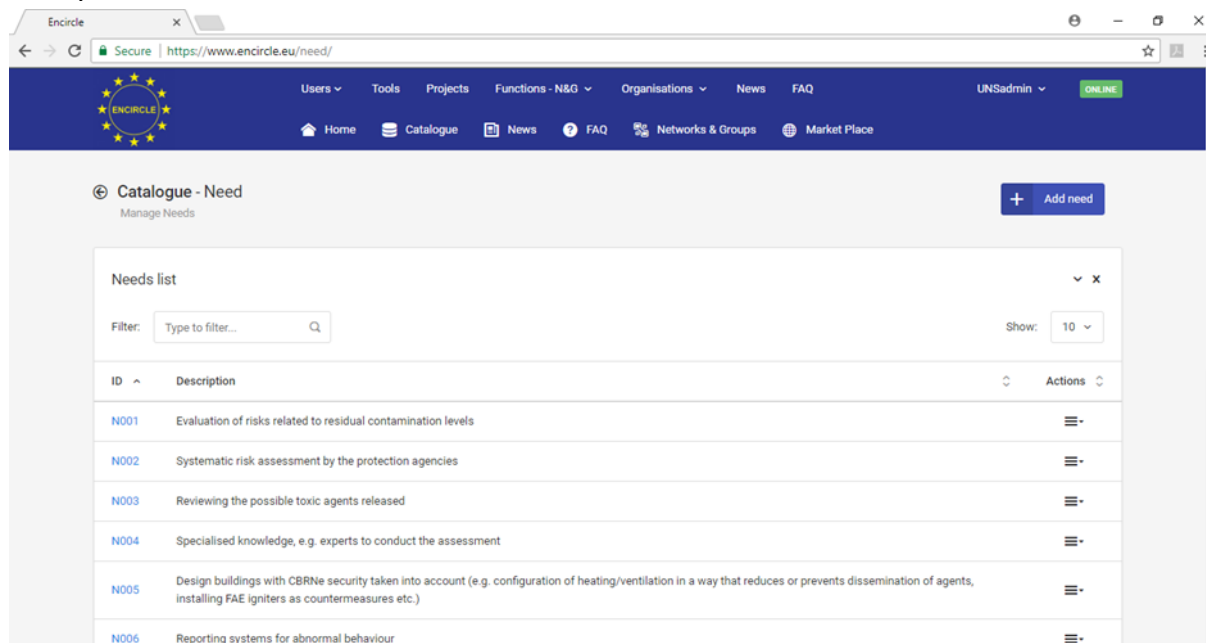 Encircle
Secure | https://www.encircle.eu/need/
ENCIRCLE
Users Tools Projects Functions - N&G Organisations News FAQ UNSadmin ONLINE
Home Catalogue News FAQ Networks & Groups Market Place
Catalogue - Need
Manage Needs
+ Add need
Needs list
Filter: Type to filter... Show: 10
ID Description Actions
N001 Evaluation of risks related to residual contamination levels
N002 Systematic risk assessment by the protection agencies
N003 Reviewing the possible toxic agents released
N004 Specialised knowledge, e.g. experts to conduct the assessment
N005 Design buildings with CBRNe security taken into account (e.g. configuration of heating/ventilation in a way that reduces or prevents dissemination of agents,
installing FAE igniters as countermeasures etc.)
N006 Reporting systems for abnormal behaviour